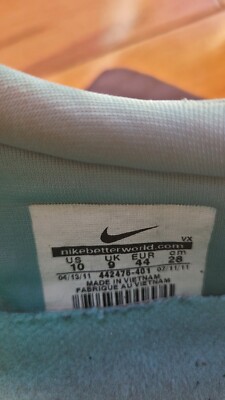 VX
nikebetterworld.com
US UK EUR cm
10 9 44 28
04/13/11 442476-401 07/11/11
MADE IN VIETNAM
FABRIQUE AU VIETNAM